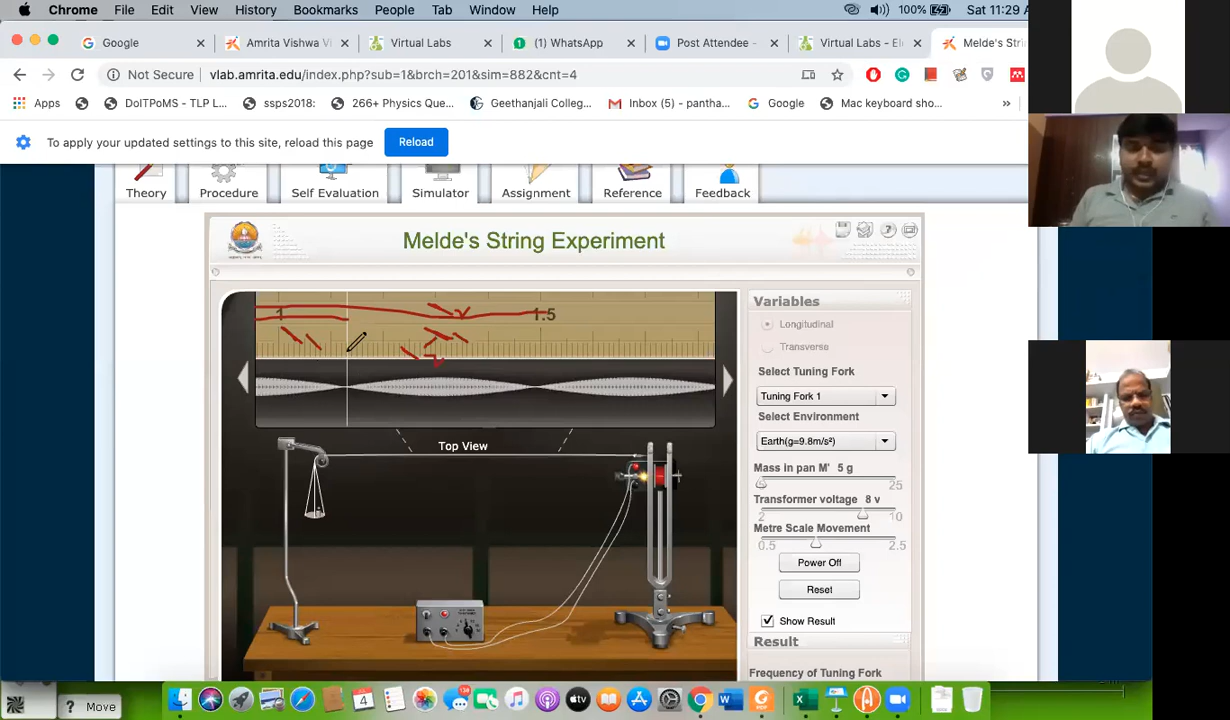 Chrome File Edit View History Bookmarks People Tab Window Help 100% Sat 11:29 A
Google Amrita Vishwa Vi Virtual Labs (1) WhatsApp Post Attendee - Virtual Labs - Ele Melde's Stri
Not Secure vlab.amrita.edu/index.php?sub=1&brch=201&sim=882&cnt=4
Apps DoITPoMS - TLP L... ssps2018: 266+ Physics Que... Geethanjali Colleg... Inbox (5) - pantha... Google Mac keyboard sho... »
To apply your updated settings to this site, reload this page Reload
Theory Procedure Self Evaluation Simulator Assignment Reference Feedback
Melde's String Experiment
1 1.5
Top View
Variables
Longitudinal
Transverse
Select Tuning Fork
Tuning Fork 1
Select Environment
Earth(g=9.8m/s²)
Mass in pan M' 5 g
25
Transformer voltage 8 v
2 10
Metre Scale Movement
0.5 2.5
Power Off
Reset
Show Result
Result
Frequency of Tuning Fork
? Move